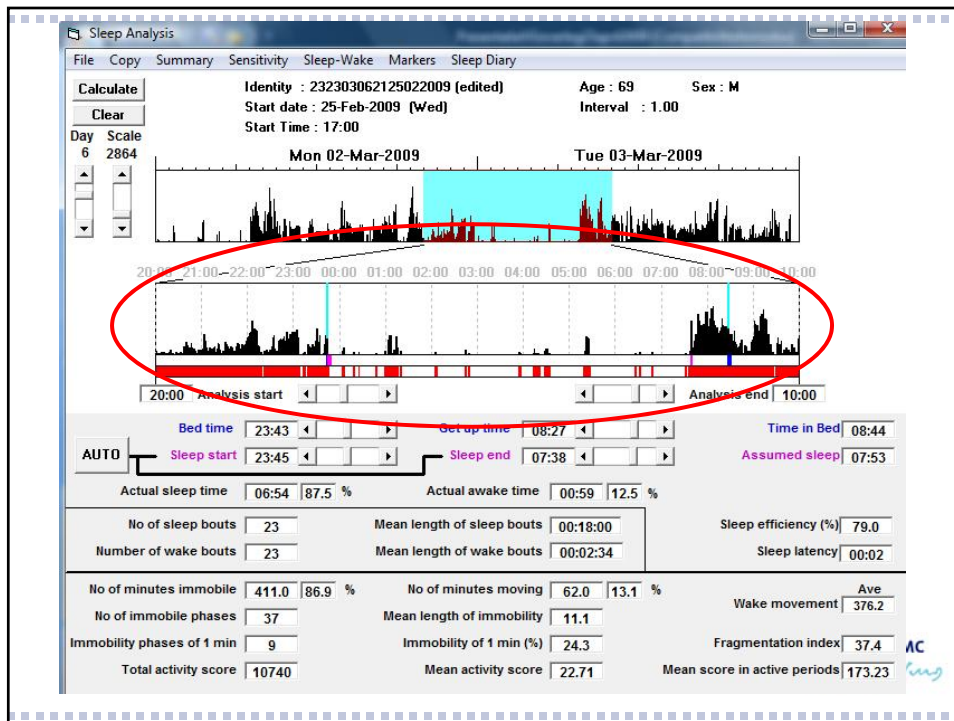 Sleep Analysis
File Copy Summary Sensitivity Sleep-Wake Markers Sleep Diary
Calculate Identity : 232303062125022009 (edited) Age : 69 Sex : M
Clear Start date : 25-Feb-2009 (Wed) Interval : 1.00
Start Time : 17:00
Day Scale
6 2864 Mon 02-Mar-2009 Tue 03-Mar-2009
20:00 21:00 22:00 23:00 00:00 01:00 02:00 03:00 04:00 05:00 06:00 07:00 08:00 09:00 10:00
20:00 Analysis start Analysis end 10:00
Bed time 23:43 Get up time 08:27 Time in Bed 08:44
AUTO Sleep start 23:45 Sleep end 07:38 Assumed sleep 07:53
Actual sleep time 06:54 87.5 % Actual awake time 00:59 12.5 %
No of sleep bouts 23 Mean length of sleep bouts 00:18:00 Sleep efficiency (%) 79.0
Number of wake bouts 23 Mean length of wake bouts 00:02:34 Sleep latency 00:02
No of minutes immobile 411.0 86.9 % No of minutes moving 62.0 13.1 % Wake movement Ave 376.2
No of immobile phases 37 Mean length of immobility 11.1
Immobility phases of 1 min 9 Immobility of 1 min (%) 24.3 Fragmentation index 37.4 MC
Total activity score 10740 Mean activity score 22.71 Mean score in active periods 173.23